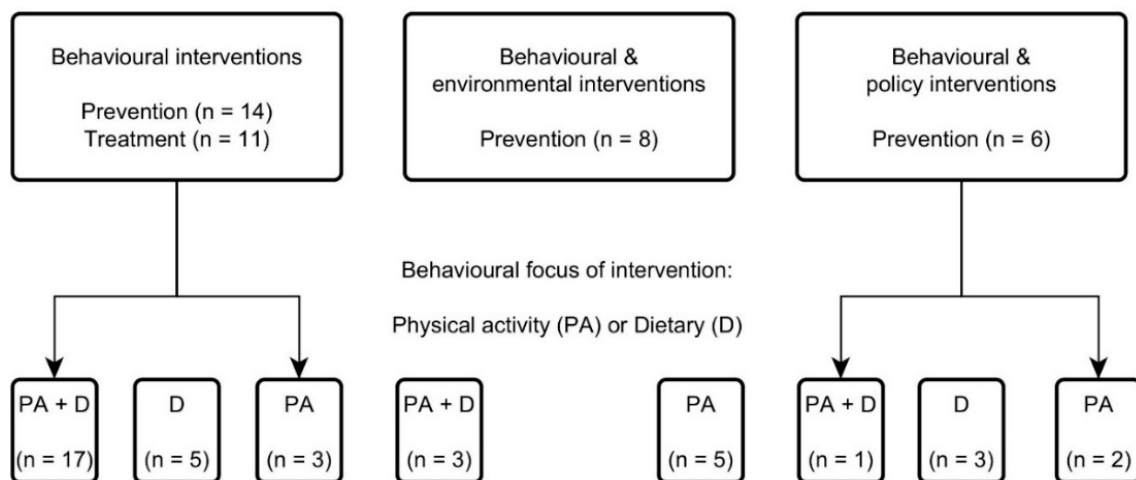 Behavioural interventions
Prevention (n = 14)
Treatment (n = 11)
Behavioural &
environmental interventions
Prevention (n = 8)
Behavioural &
policy interventions
Prevention (n = 6)
Behavioural focus of intervention:
Physical activity (PA) or Dietary (D)
PA + D
(n = 17)
D
(n = 5)
PA
(n = 3)
PA + D
(n = 3)
PA
(n = 5)
PA + D
(n = 1)
D
(n = 3)
PA
(n = 2)